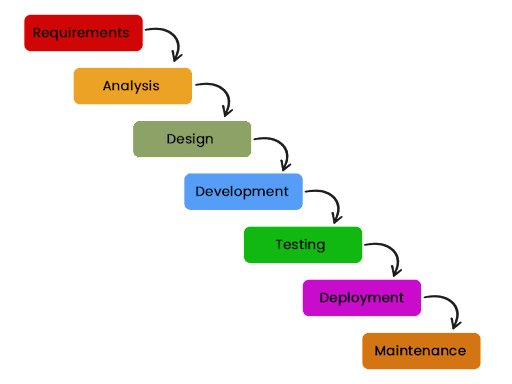 Requirements
Analysis
Design
Development
Testing
Deployment
Maintenance